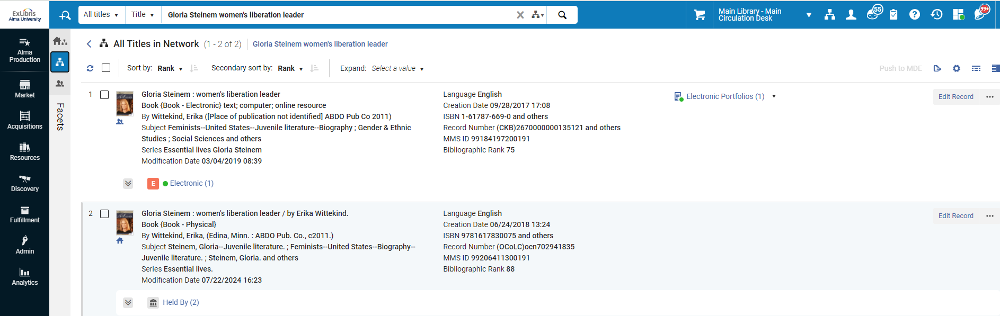 ExLibris
Alma University
All titles
Title
Gloria Steinem women's liberation leader
Main Library - Main
Circulation Desk
55
99+
Alma
Production
Market
Acquisitions
Resources
Discovery
Fulfillment
Admin
Analytics
Facets
All Titles in Network (1 - 2 of 2) Gloria Steinem women's liberation leader
Sort by: Rank Secondary sort by: Rank Expand: Select a value Push to MDE
1
Gloria Steinem : women's liberation leader
Book {Book - Electronic} text; computer; online resource
By Wittekind, Erika ([Place of publication not identified] ABDO Pub Co 2011)
Subject Feminists--United States--Juvenile literature--Biography ; Gender & Ethnic
Studies ; Social Sciences and others
Series Essential lives Gloria Steinem
Modification Date 03/04/2019 08:39
Language English
Creation Date 09/28/2017 17:08
ISBN 1-61787-669-0 and others
Record Number (CKB)2670000000135121 and others
MMS ID 99184197200191
Bibliographic Rank 75
Electronic Portfolios (1)
Edit Record
E Electronic (1)
2
Gloria Steinem : women's liberation leader / by Erika Wittekind.
Book {Book - Physical}
By Wittekind, Erika, (Edina, Minn. : ABDO Pub. Co., c2011.)
Subject Steinem, Gloria--Juvenile literature. ; Feminists--United States--Biography--
Juvenile literature. ; Steinem, Gloria. and others
Series Essential lives.
Modification Date 07/22/2024 16:23
Language English
Creation Date 06/24/2018 13:24
ISBN 9781617830075 and others
Record Number (OCoLC)ocn702941835
MMS ID 99206411300191
Bibliographic Rank 88
Edit Record
Held By (2)